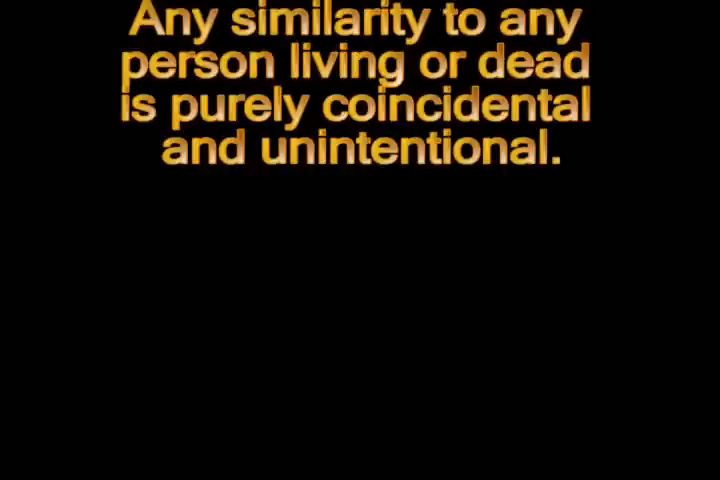 Any similarity to any
person living or dead
is purely coincidental
and unintentional.